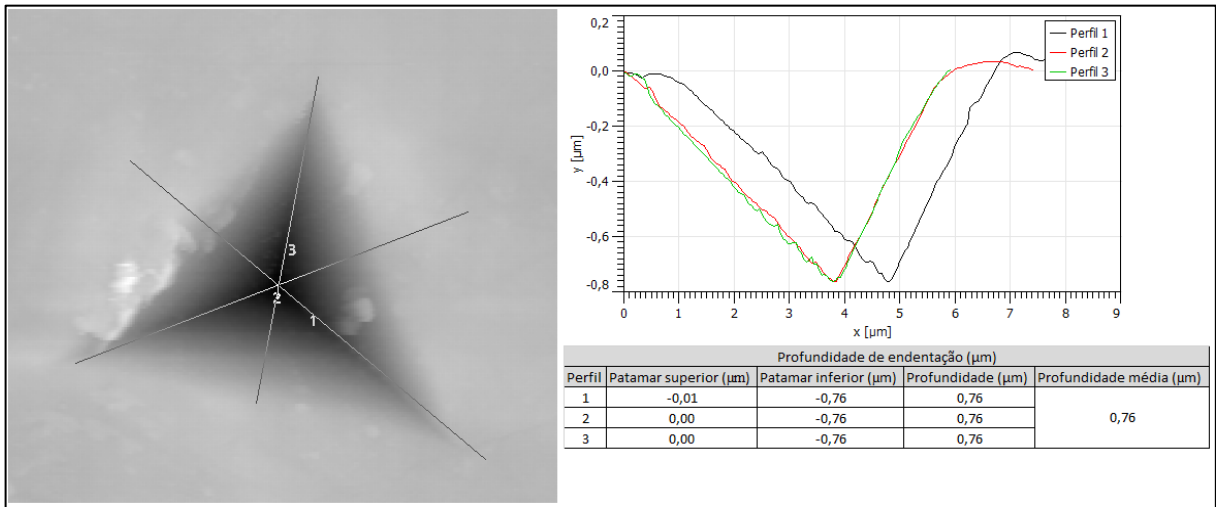 3
2
1
0,2
0,0
-0,2
-0,4
-0,6
-0,8
y [µm]
Perfil 1
Perfil 2
Perfil 3
0 1 2 3 4 5 6 7 8 9
x [µm]
Profundidade de endentação (µm)
Perfil Patamar superior (µm) Patamar inferior (µm) Profundidade (µm) Profundidade média (µm)
1 -0,01 -0,76 0,76
2 0,00 -0,76 0,76 0,76
3 0,00 -0,76 0,76